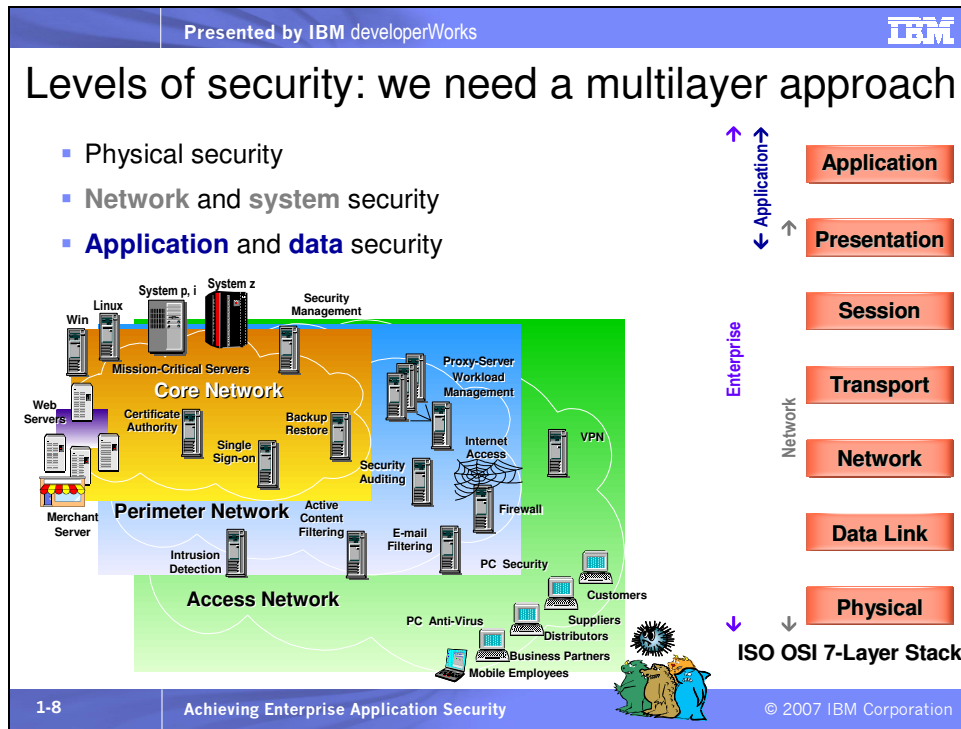 Presented by IBM developerWorks
IBM
Levels of security: we need a multilayer approach
Physical security
Network and system security
Application and data security
System p, i
System z
Linux
Win
Security
Management
Mission-Critical Servers
Core Network
Web
Servers
Certificate
Authority
Single
Sign-on
Backup
Restore
Merchant
Server
Proxy-Server
Workload
Management
Internet
Access
Security
Auditing
VPN
Firewall
Perimeter Network
Active
Content
Filtering
E-mail
Filtering
Intrusion
Detection
PC Security
Access Network
Customers
Suppliers
PC Anti-Virus
Distributors
Business Partners
Mobile Employees
Application
Enterprise
Network
Application
Presentation
Session
Transport
Network
Data Link
Physical
ISO OSI 7-Layer Stack
1-8
Achieving Enterprise Application Security
© 2007 IBM Corporation